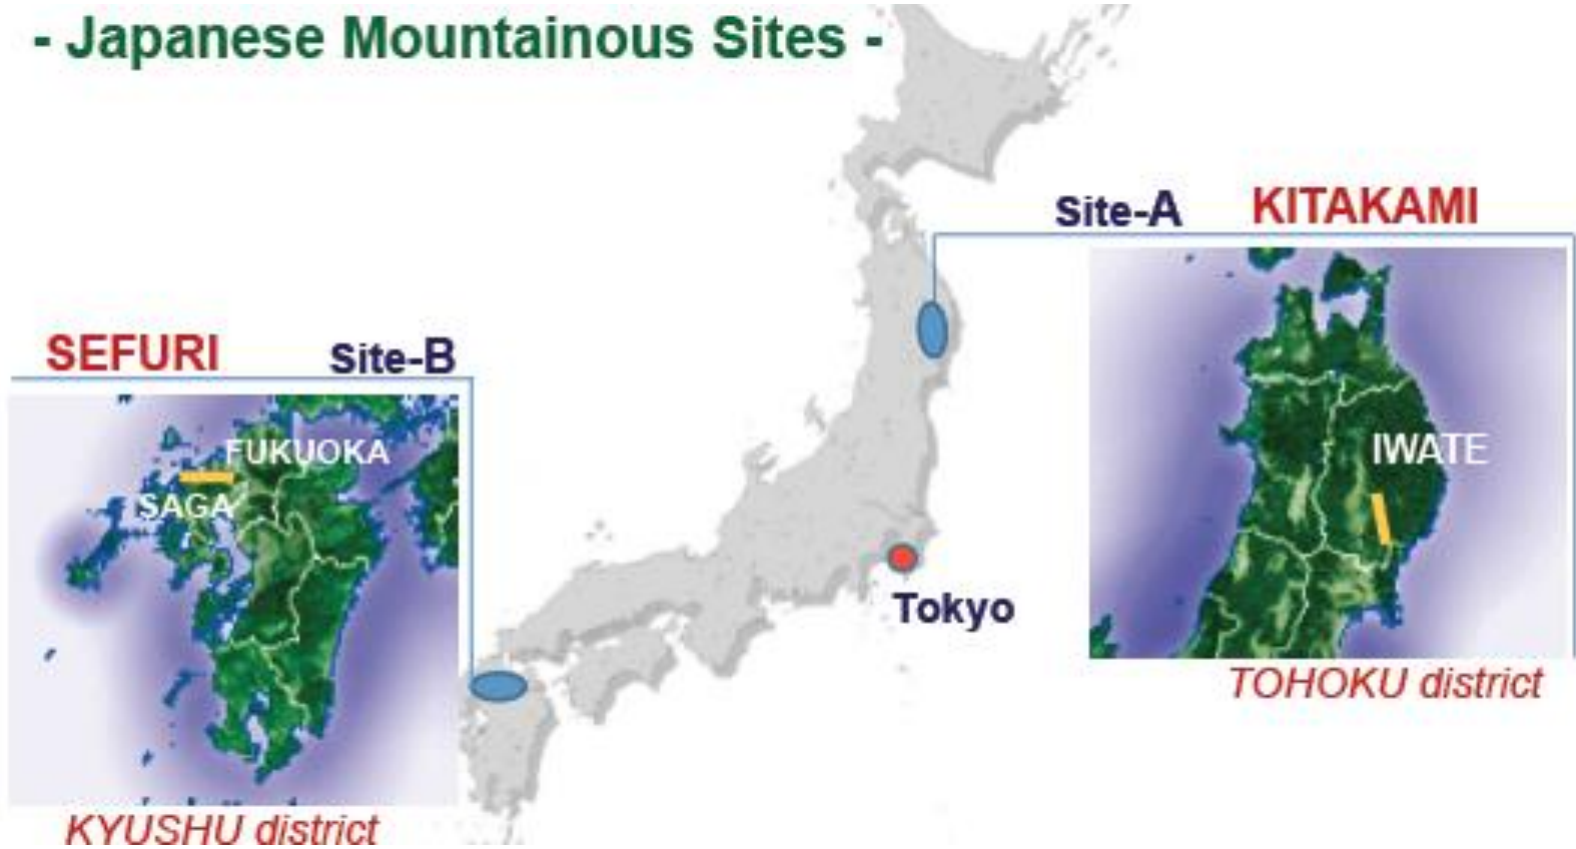 - Japanese Mountainous Sites -
Site-A KITAKAMI
SEFURI Site-B
FUKUOKA
SAGA
IWATE
Tokyo
TOHOKU district
KYUSHU district